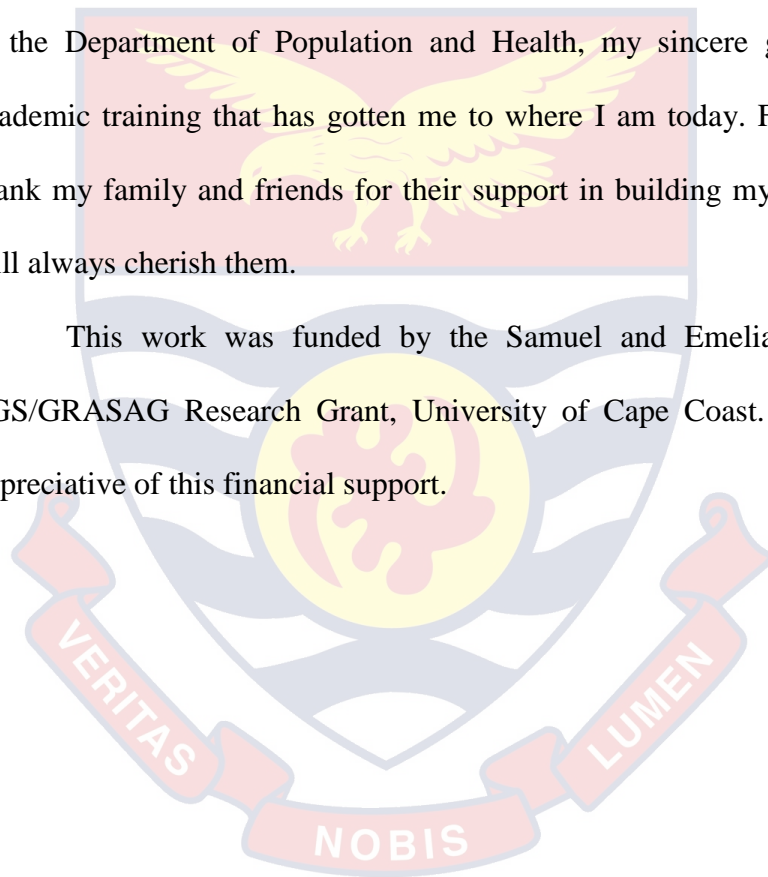 the Department of Population and Health, my sincere g
ademic training that has gotten me to where I am today. F
ank my family and friends for their support in building my
ll always cherish them.
This work was funded by the Samuel and Emelia
GS/GRASAG Research Grant, University of Cape Coast.
preciative of this financial support.
VERITAS
NOBIS
LUMEN